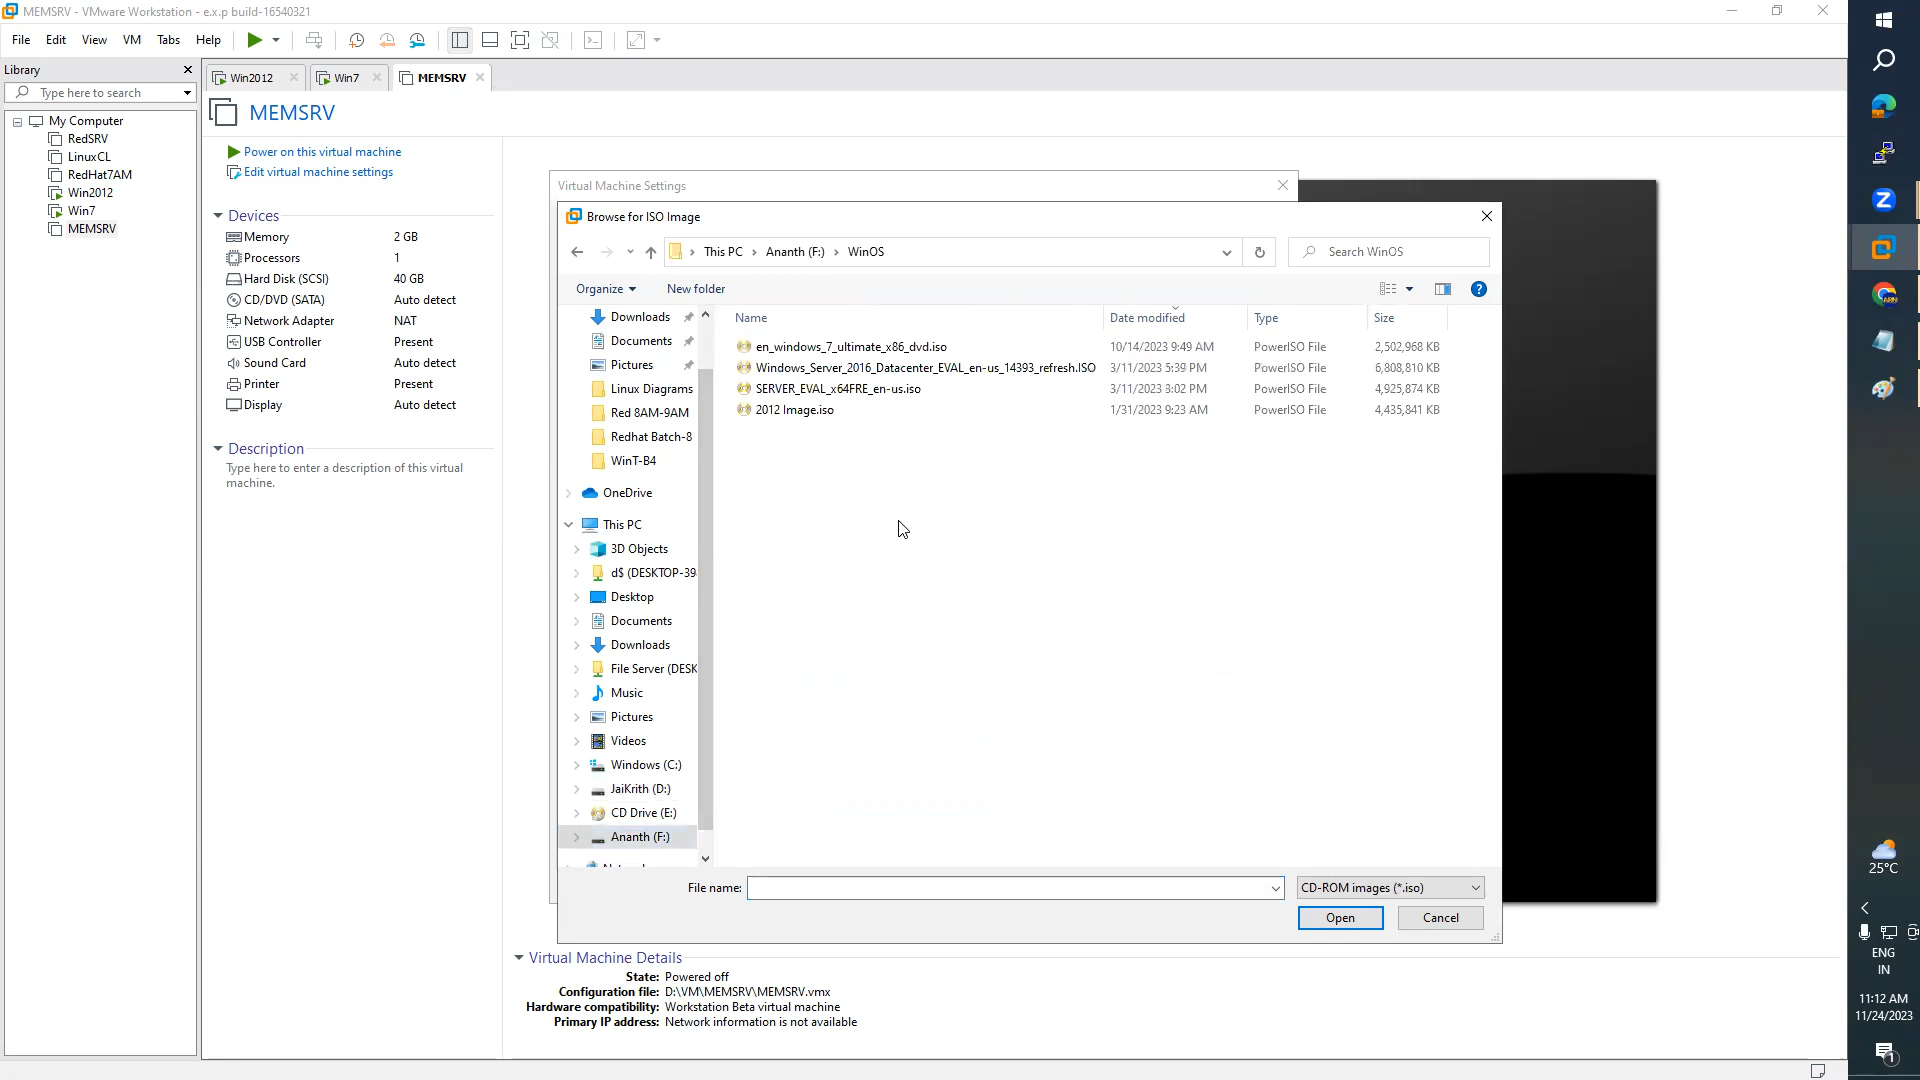 MEMSRV - VMware Workstation - e.x.p build-16540321
File Edit View VM Tabs Help
Library
Type here to search
My Computer
RedSRV
LinuxCL
RedHat7AM
Win2012
Win7
MEMSRV
Win2012
Win7
MEMSRV
MEMSRV
Power on this virtual machine
Edit virtual machine settings
Devices
Memory 2 GB
Processors 1
Hard Disk (SCSI) 40 GB
CD/DVD (SATA) Auto detect
Network Adapter NAT
USB Controller Present
Sound Card Auto detect
Printer Present
Display Auto detect
Description
Type here to enter a description of this virtual
machine.
Virtual Machine Settings
Browse for ISO Image
This PC > Ananth (F:) > WinOS
Search WinOS
Organize New folder
Downloads
Documents
Pictures
Linux Diagrams
Red 8AM-9AM
Redhat Batch-8
WinT-B4
OneDrive
This PC
3D Objects
d$ (DESKTOP-39
Desktop
Documents
Downloads
File Server (DESK
Music
Pictures
Videos
Windows (C:)
JaiKrith (D:)
CD Drive (E:)
Ananth (F:)
Name Date modified Type Size
en_windows_7_ultimate_x86_dvd.iso 10/14/2023 9:49 AM PowerISO File 2,502,968 KB
Windows_Server_2016_Datacenter_EVAL_en-us_14393_refresh.ISO 3/11/2023 5:39 PM PowerISO File 6,808,810 KB
SERVER_EVAL_x64FRE_en-us.iso 3/11/2023 3:02 PM PowerISO File 4,925,874 KB
2012 Image.iso 1/31/2023 9:23 AM PowerISO File 4,435,841 KB
File name:
CD-ROM images (*.iso)
Open Cancel
Virtual Machine Details
State: Powered off
Configuration file: D:\VM\MEMSRV\MEMSRV.vmx
Hardware compatibility: Workstation Beta virtual machine
Primary IP address: Network information is not available
25°C
ENG
IN
11:12 AM
11/24/2023
1